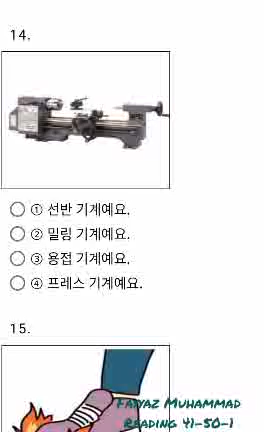 14.
① 선반 기계예요.
② 밀링 기계예요.
③ 용접 기계예요.
④ 프레스 기계예요.
15.
Faiyaz Muhammad
Reading 41-50-1